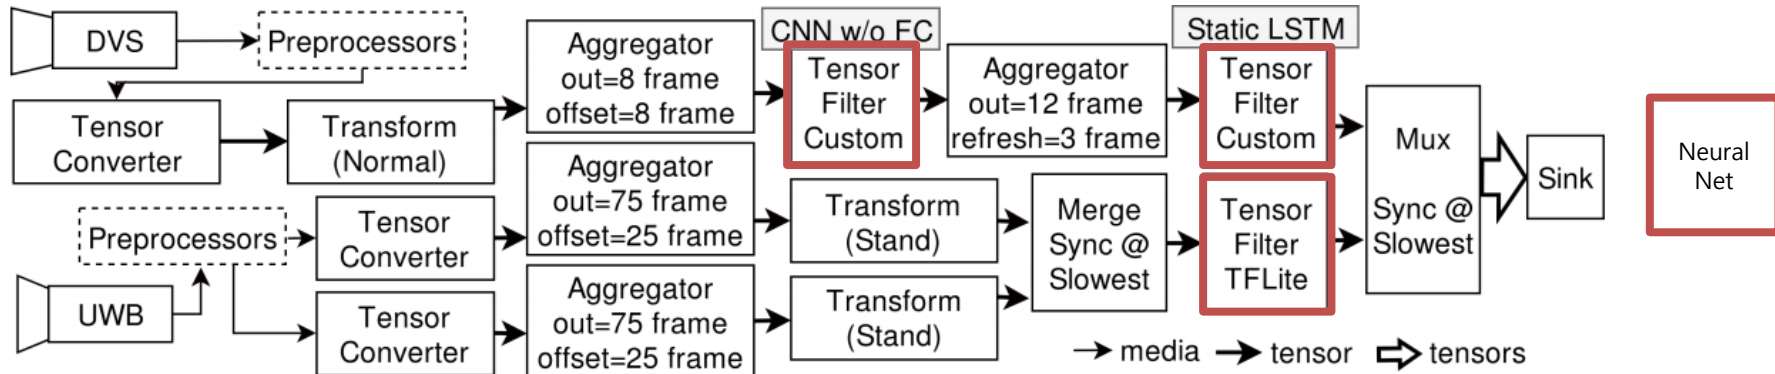 DVS
Preprocessors
Tensor
Converter
Transform
(Normal)
Aggregator
out=8 frame
offset=8 frame
CNN w/o FC
Tensor
Filter
Custom
Aggregator
out=12 frame
refresh=3 frame
Static LSTM
Tensor
Filter
Custom
UWB
Preprocessors
Tensor
Converter
Aggregator
out=75 frame
offset=25 frame
Transform
(Stand)
Tensor
Converter
Aggregator
out=75 frame
offset=25 frame
Transform
(Stand)
Merge
Sync @
Slowest
Tensor
Filter
TFLite
Mux
Sync @
Slowest
Sink
Neural
Net
media
tensor
tensors